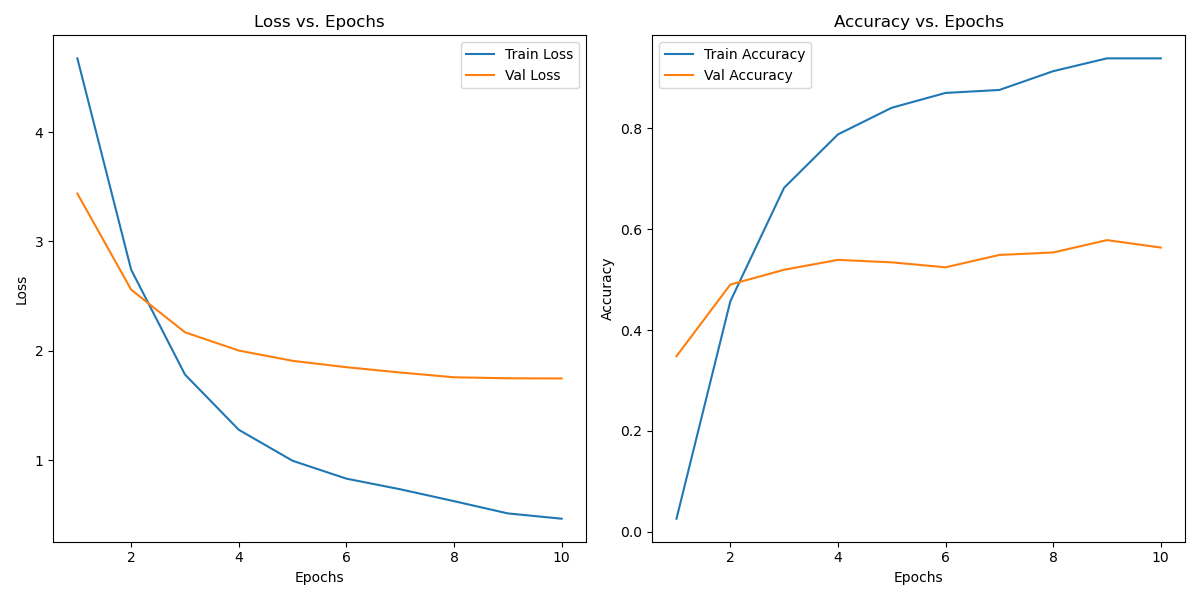 Loss vs. Epochs
Train Loss
Val Loss
4
3
2
1
Loss
2
4
6
8
10
Epochs
Accuracy vs. Epochs
Train Accuracy
Val Accuracy
0.8
0.6
0.4
0.2
0.0
Accuracy
2
4
6
8
10
Epochs